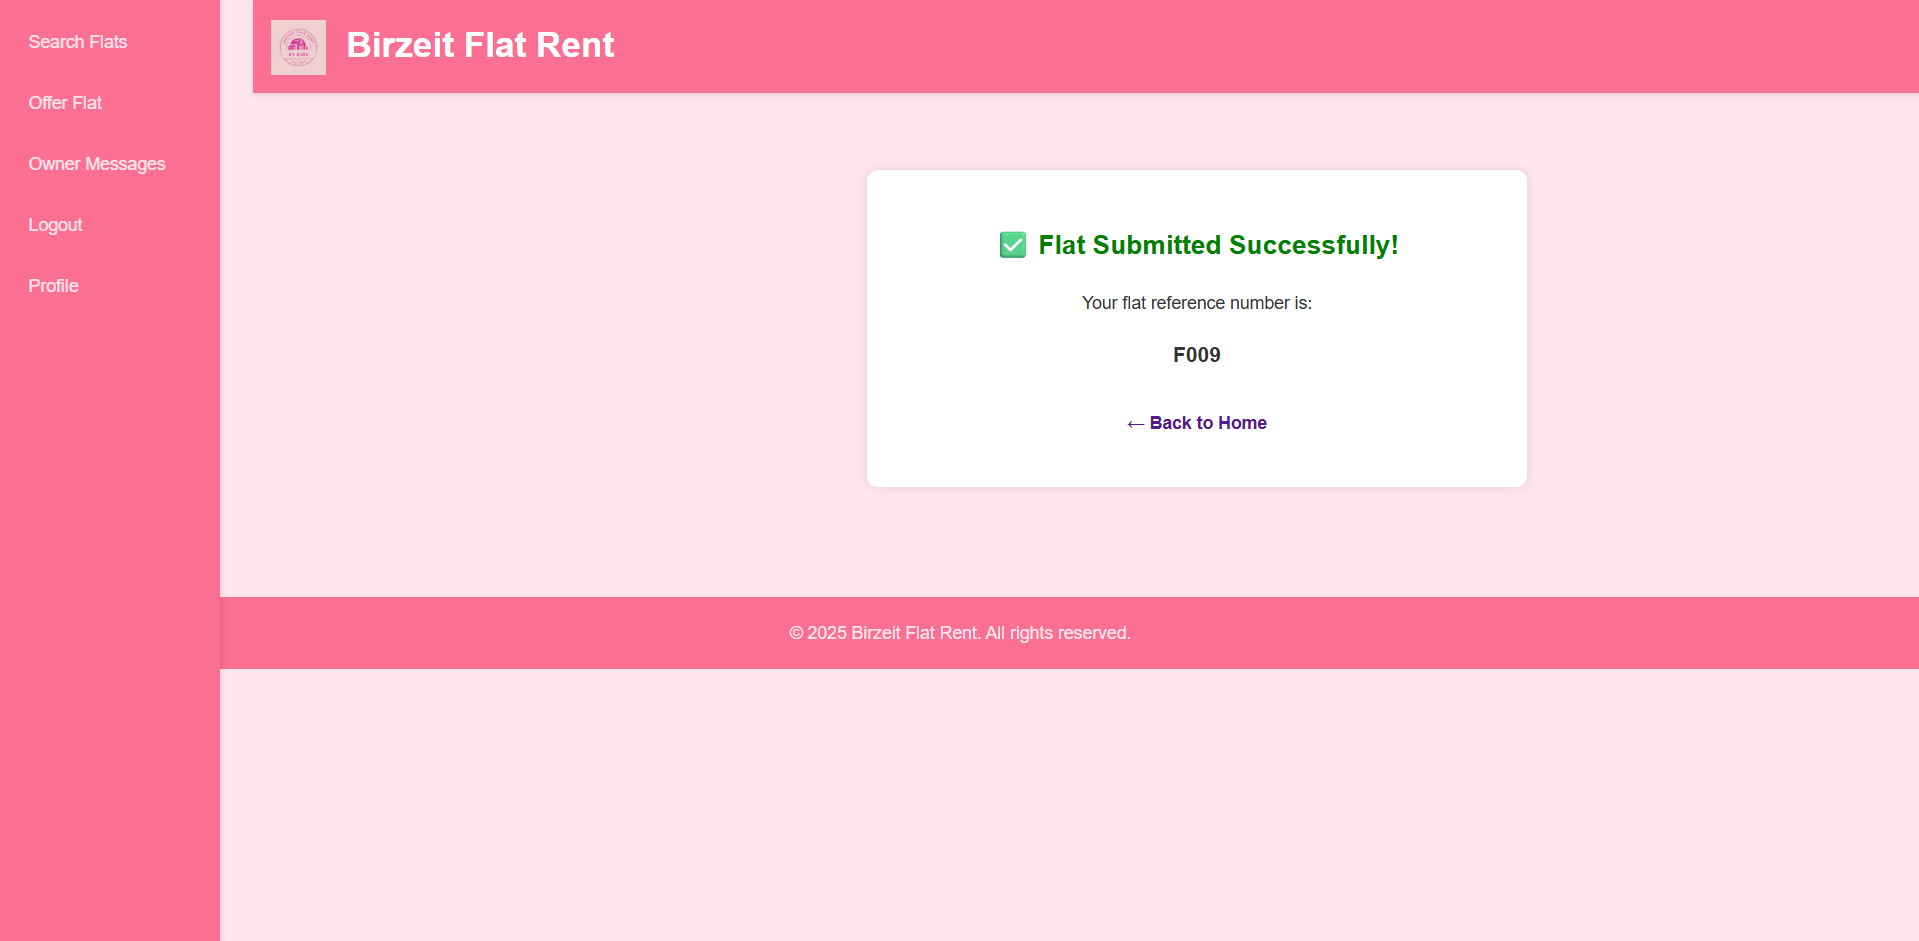 Search Flats
Offer Flat
Owner Messages
Logout
Profile
Birzeit Flat Rent
✅ Flat Submitted Successfully!
Your flat reference number is:
F009
← Back to Home
© 2025 Birzeit Flat Rent. All rights reserved.